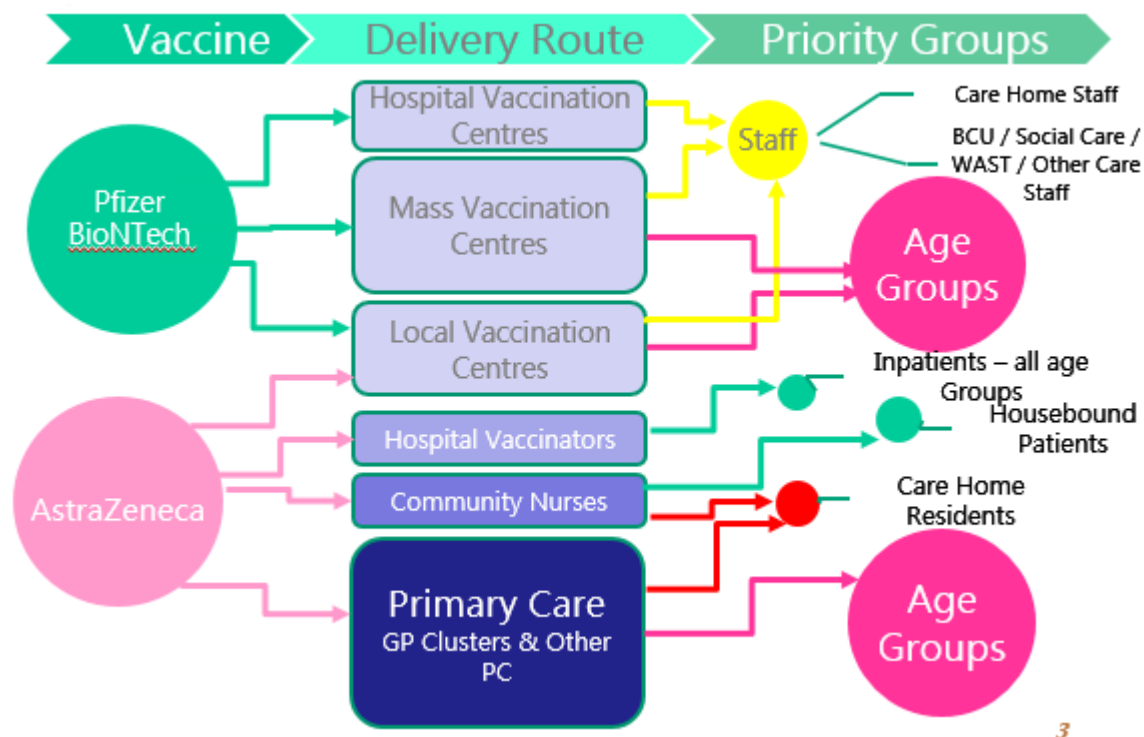 Vaccine
Delivery Route
Priority Groups
Pfizer
BioNTech
Hospital Vaccination
Centres
Mass Vaccination
Centres
Local Vaccination
Centres
Staff
Care Home Staff
BCU / Social Care /
WAST / Other Care
Staff
Age
Groups
AstraZeneca
Hospital Vaccinators
Community Nurses
Primary Care
GP Clusters & Other
PC
Inpatients – all age
Groups
Housebound
Patients
Care Home
Residents
Age
Groups
3